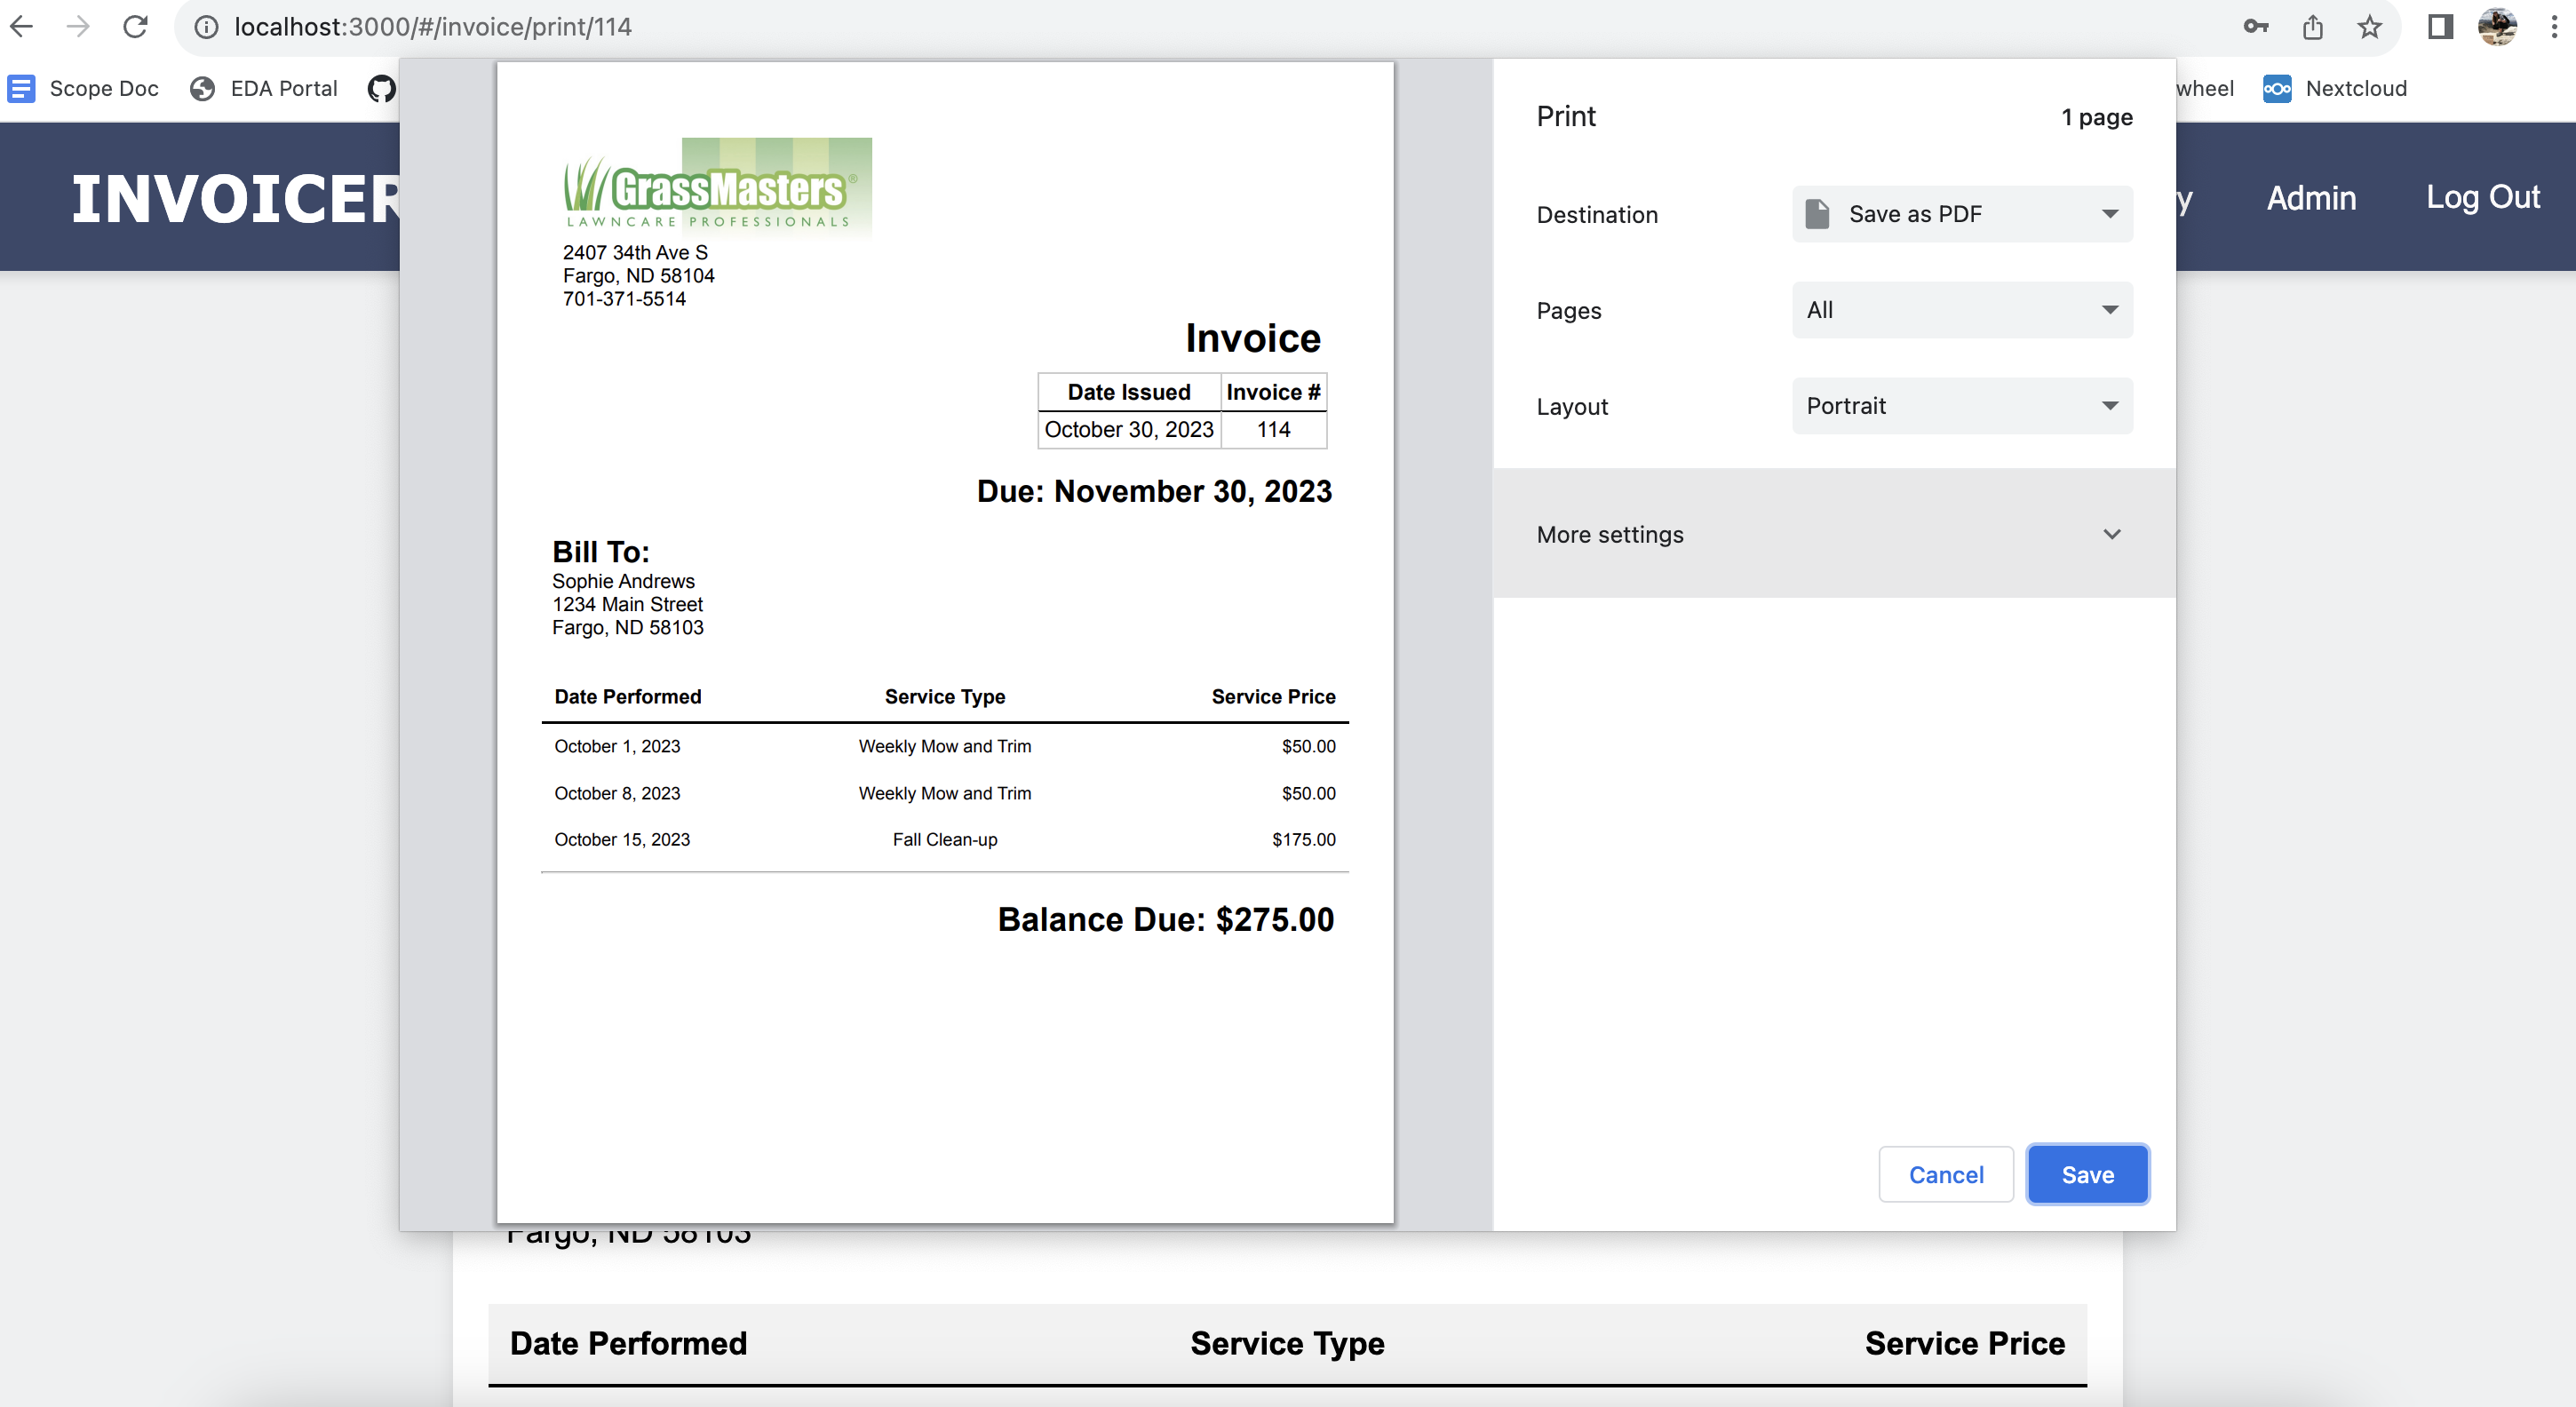 localhost:3000/#/invoice/print/114
Scope Doc
EDA Portal
wheel
Nextcloud
INVOICER
y
Admin
Log Out
GrassMasters®
LAWNCARE PROFESSIONALS
2407 34th Ave S
Fargo, ND 58104
701-371-5514
Invoice
Date Issued Invoice #
October 30, 2023 114
Due: November 30, 2023
Bill To:
Sophie Andrews
1234 Main Street
Fargo, ND 58103
Date Performed Service Type Service Price
October 1, 2023 Weekly Mow and Trim $50.00
October 8, 2023 Weekly Mow and Trim $50.00
October 15, 2023 Fall Clean-up $175.00
Balance Due: $275.00
Print 1 page
Destination Save as PDF
Pages All
Layout Portrait
More settings
Cancel Save
Fargo, ND 58103
Date Performed Service Type Service Price